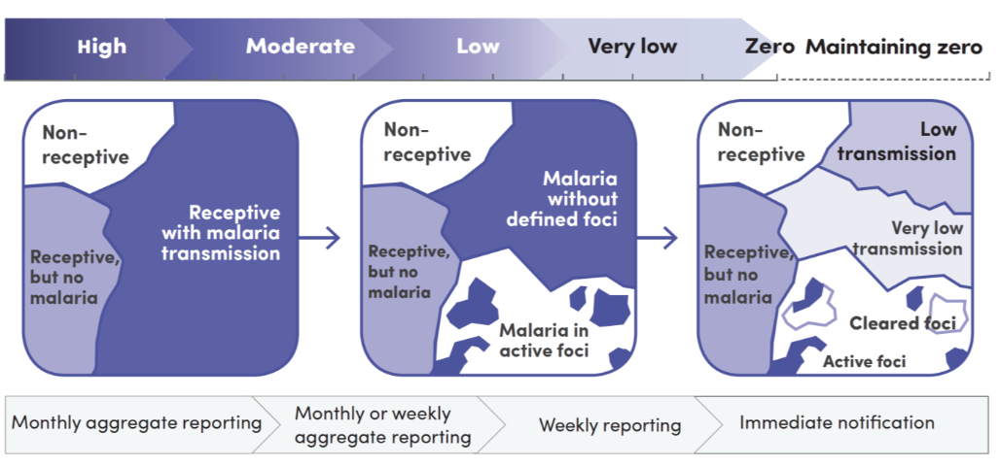 High
Moderate
Low
Very low
Zero
Maintaining zero
Non-
receptive
Receptive
with malaria
transmission
Receptive,
but no
malaria
Non-
receptive
Malaria
without
defined foci
Receptive,
but no
malaria
Malaria in
active foci
Non-
receptive
Low
transmission
Very low
transmission
Receptive,
but no
malaria
Cleared foci
Active foci
Monthly aggregate reporting
Monthly or weekly
aggregate reporting
Weekly reporting
Immediate notification